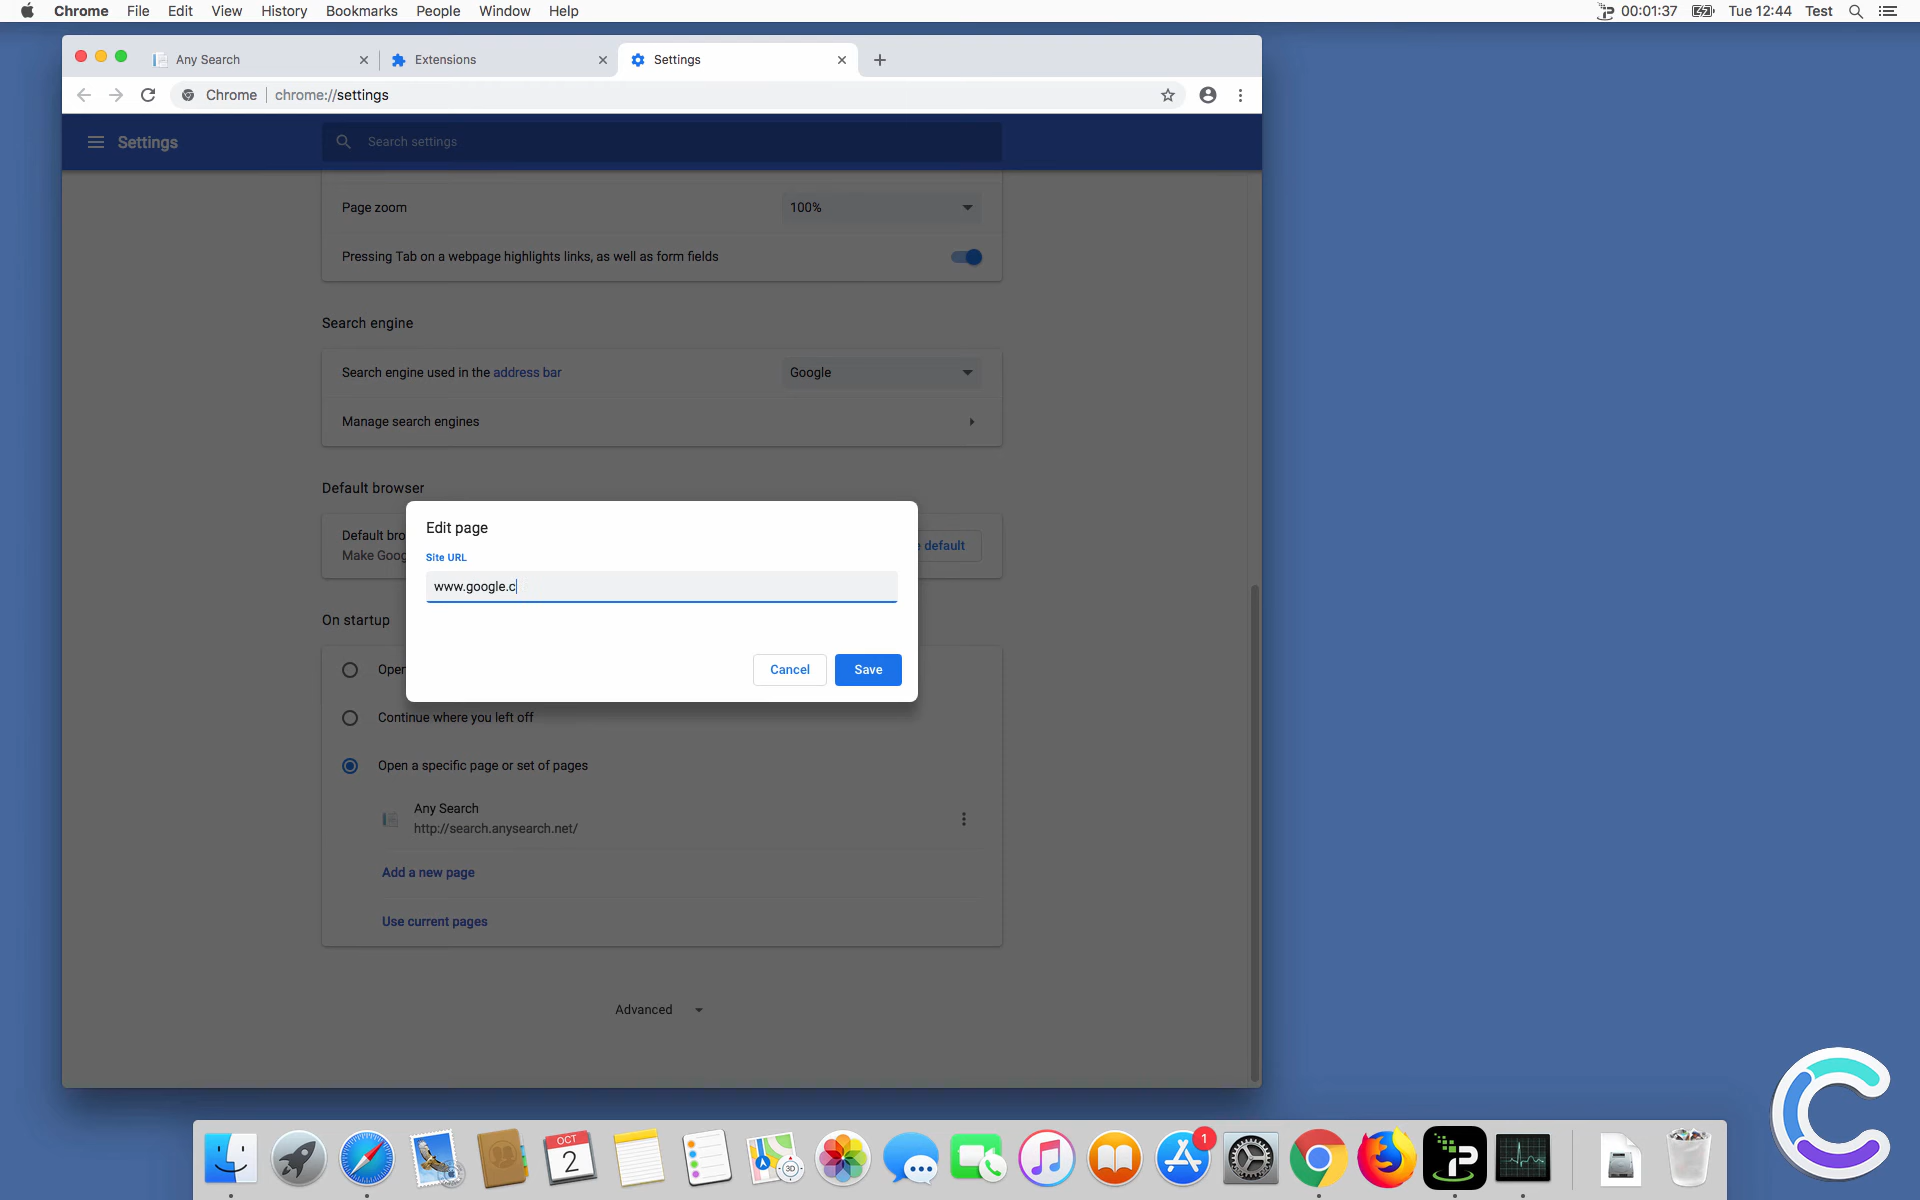 Chrome File Edit View History Bookmarks People Window Help 00:01:37 Tue 12:44 Test
Any Search Extensions Settings
Chrome chrome://settings
Settings Search settings
Page zoom 100%
Pressing Tab on a webpage highlights links, as well as form fields
Search engine
Search engine used in the address bar Google
Manage search engines
Default browser
Default bro
Make Goog
default
Edit page
Site URL
www.google.c
Cancel Save
On startup
Open
Continue where you left off
Open a specific page or set of pages
Any Search
http://search.anysearch.net/
Add a new page
Use current pages
Advanced
OCT
2
3D
1